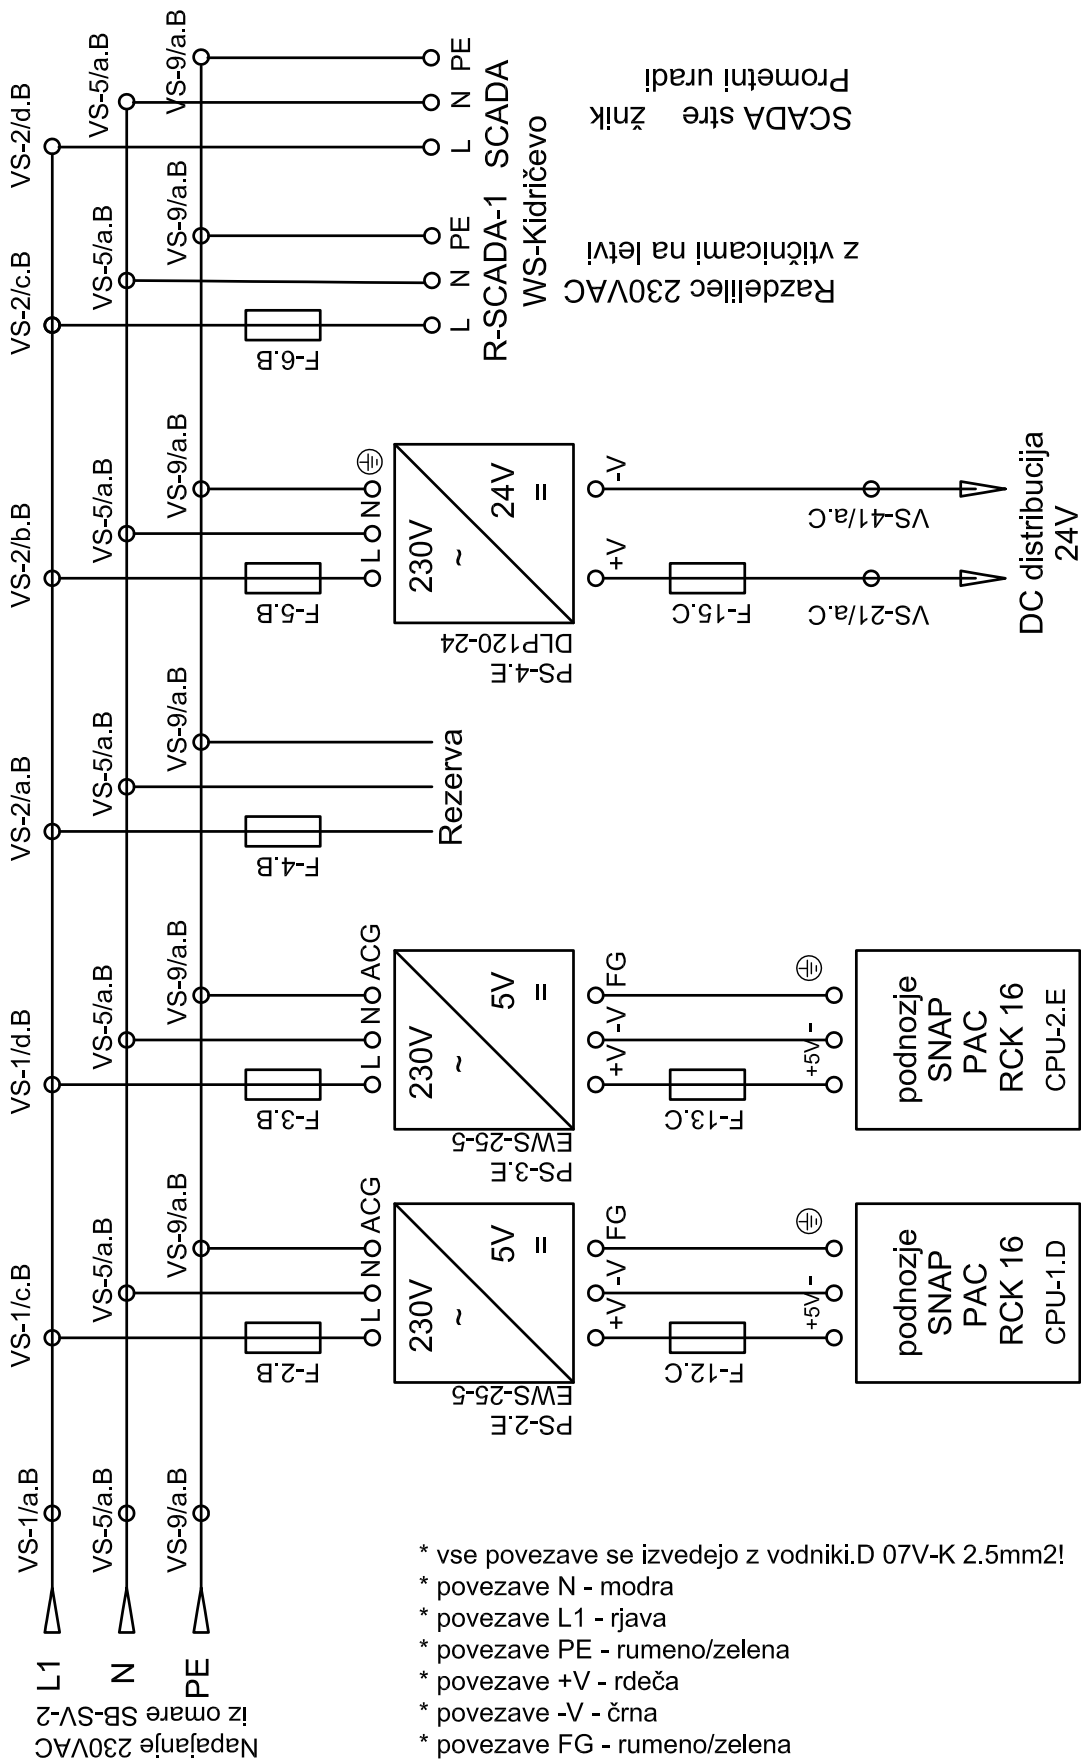 Napajanje 230VAC
iz omare SB-SV-2
L1
N
PE
VS-1/a.B
VS-5/a.B
VS-9/a.B
VS-1/c.B
VS-5/a.B
VS-9/a.B
F-2.B
L N ACG
PS-2.E
EWS-25-5
230V
~
5V
=
+V -V FG
F-12.C
+5V -
podnozje
SNAP
PAC
RCK 16
CPU-1.D
VS-1/d.B
VS-5/a.B
VS-9/a.B
F-3.B
L N ACG
PS-3.E
EWS-25-5
230V
~
5V
=
+V -V FG
F-13.C
+5V -
podnozje
SNAP
PAC
RCK 16
CPU-2.E
VS-2/a.B
VS-5/a.B
VS-9/a.B
F-4.B
Rezerva
VS-2/b.B
VS-5/a.B
VS-9/a.B
F-5.B
L N
PS-4.E
DLP120-24
230V
~
24V
=
+V -V
F-15.C
VS-21/a.C
VS-41/a.C
DC distribucija
24V
VS-2/c.B
VS-5/a.B
VS-9/a.B
F-6.B
L N PE
R-SCADA-1
VS-2/d.B
VS-5/a.B
VS-9/a.B
L N PE
SCADA
WS-Kidričevo
Razdelilec 230VAC
z vtičnicami na letvi
SCADA stre žnik
Prometni uradi
* vse povezave se izvedejo z vodniki.D 07V-K 2.5mm2!
* povezave N - modra
* povezave L1 - rjava
* povezave PE - rumeno/zelena
* povezave +V - rdeča
* povezave -V - črna
* povezave FG - rumeno/zelena